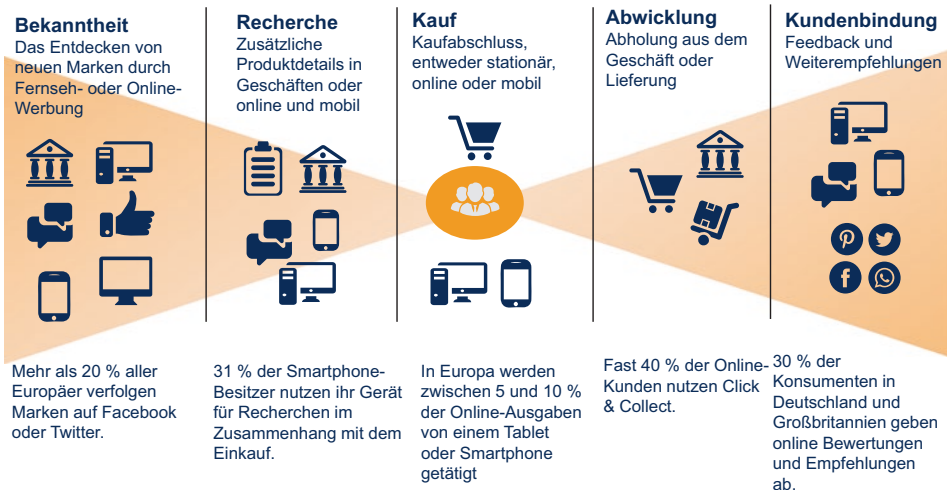 Bekanntheit
Das Entdecken von
neuen Marken durch
Fernseh- oder Online-
Werbung
Recherche
Zusätzliche
Produktdetails in
Geschäften oder
online und mobil
Kauf
Kaufabschluss,
entweder stationär,
online oder mobil
Abwicklung
Abholung aus dem
Geschäft oder
Lieferung
Kundenbindung
Feedback und
Weiterempfehlungen
Mehr als 20 % aller
Europäer verfolgen
Marken auf Facebook
oder Twitter.
31 % der Smartphone-
Besitzer nutzen ihr Gerät
für Recherchen im
Zusammenhang mit dem
Einkauf.
In Europa werden
zwischen 5 und 10 %
der Online-Ausgaben
von einem Tablet
oder Smartphone
getätigt
Fast 40 % der Online-
Kunden nutzen Click
& Collect.
30 % der
Konsumenten in
Deutschland und
Großbritannien geben
online Bewertungen
und Empfehlungen
ab.